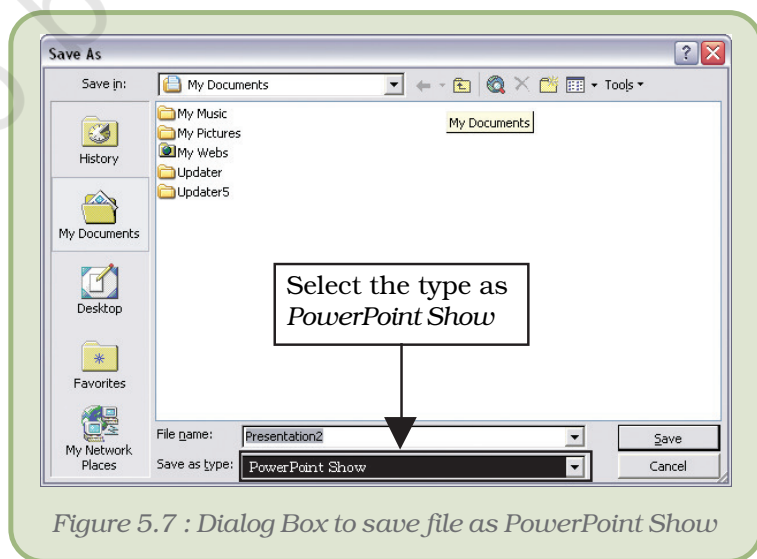 Save As
Save in:
My Documents
Tools
My Music
My Pictures
My Webs
Updater
Updater5
My Documents
History
My Documents
Desktop
Favorites
My Network
Places
Select the type as
PowerPoint Show
File name:
Presentation2
Save
Save as type:
PowerPoint Show
Cancel
Figure 5.7 : Dialog Box to save file as PowerPoint Show